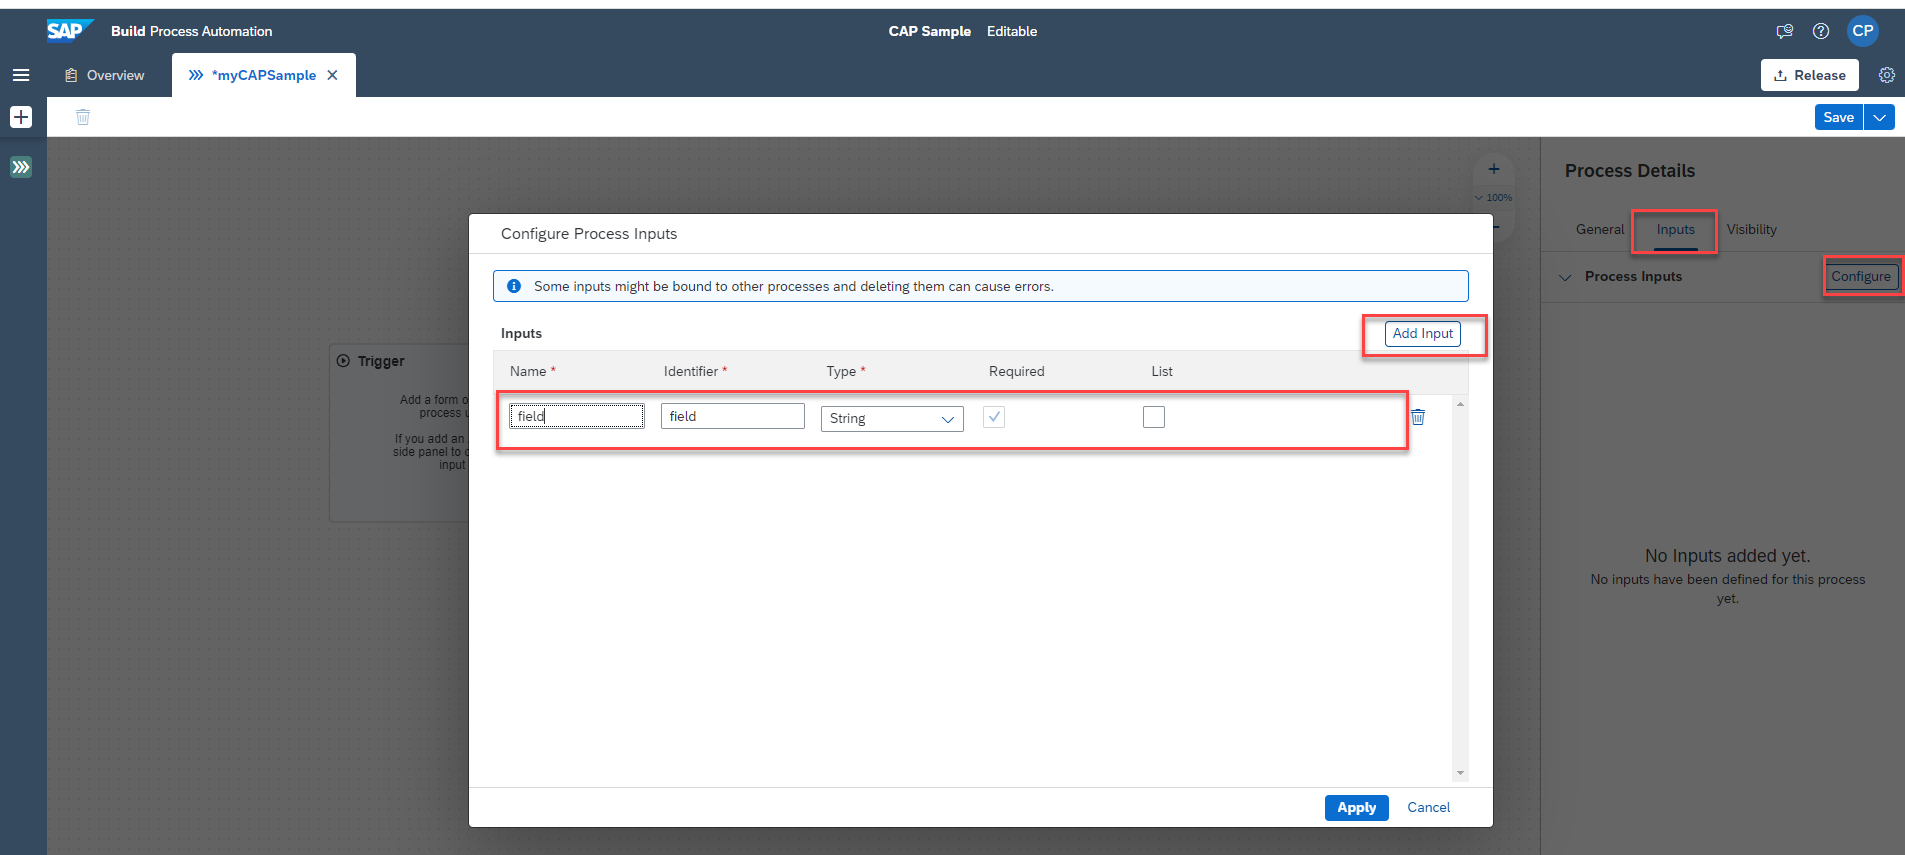 SAP Build Process Automation CAP Sample Editable CP
Overview *myCAPSample Release
Save
Process Details
100%
General Inputs Visibility
Process Inputs Configure
No Inputs added yet.
No inputs have been defined for this process
yet.
Trigger
Add a form o
process u
If you add an
side panel to c
input
Configure Process Inputs
Some inputs might be bound to other processes and deleting them can cause errors.
Inputs Add Input
Name * Identifier * Type * Required List
field field String
Apply Cancel